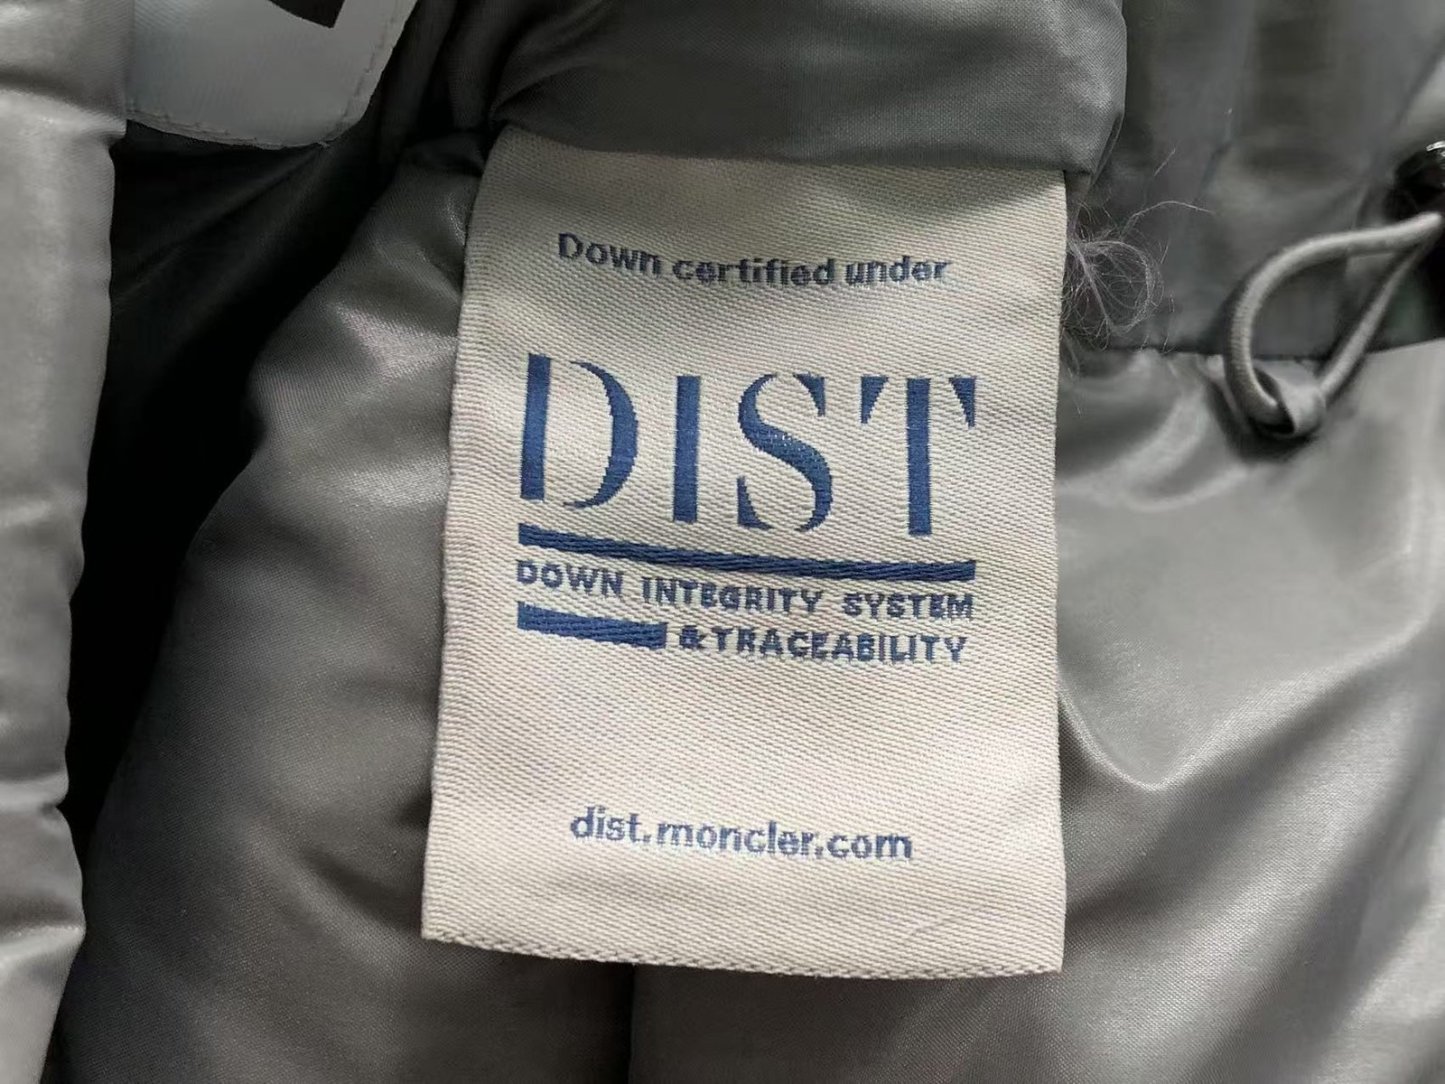 Down certified under
DIST
DOWN INTEGRITY SYSTEM
& TRACEABILITY
dist.moncler.com